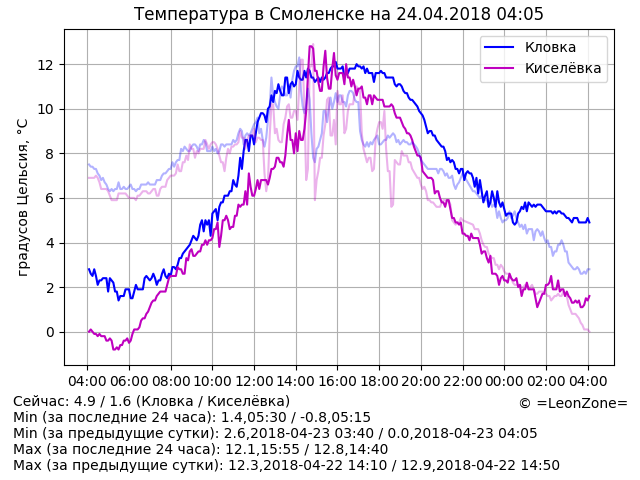 Температура в Смоленске на 24.04.2018 04:05
градусов Цельсия, °C
12
10
8
6
4
2
0
Кловка
Киселёвка
04:00 06:00 08:00 10:00 12:00 14:00 16:00 18:00 20:00 22:00 00:00 02:00 04:00
Сейчас: 4.9 / 1.6 (Кловка / Киселёвка)
© =LeonZone=
Min (за последние 24 часа): 1.4,05:30 / -0.8,05:15
Min (за предыдущие сутки): 2.6,2018-04-23 03:40 / 0.0,2018-04-23 04:05
Max (за последние 24 часа): 12.1,15:55 / 12.8,14:40
Max (за предыдущие сутки): 12.3,2018-04-22 14:10 / 12.9,2018-04-22 14:50